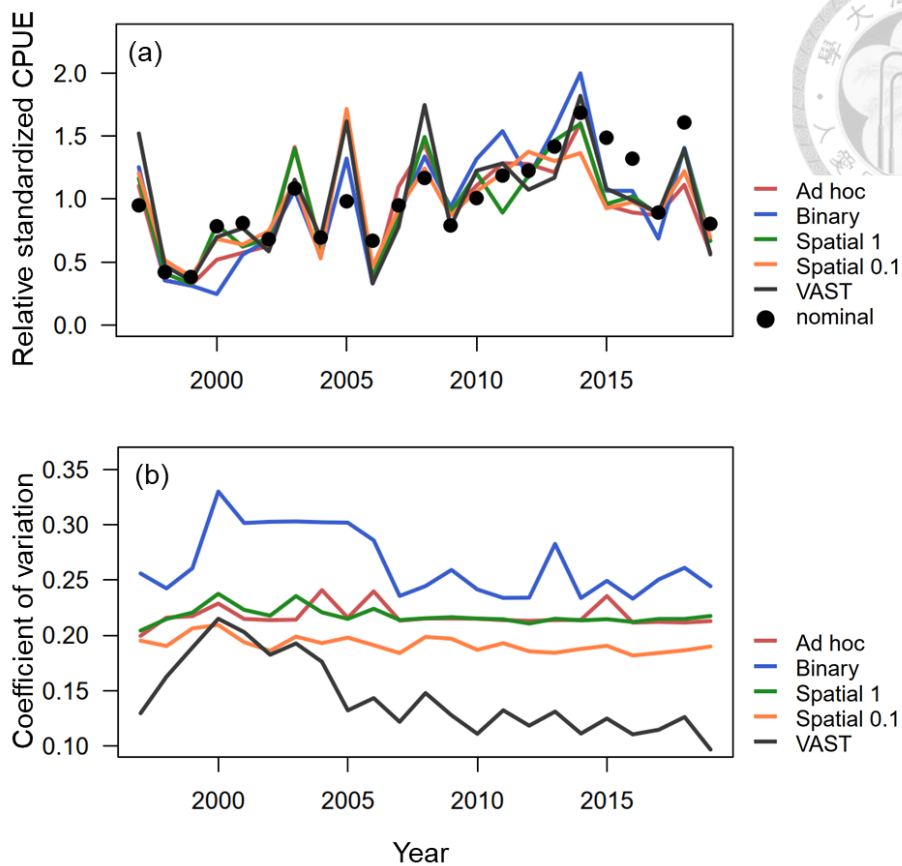 (a)
Relative standardized CPUE
2.0
1.5
1.0
0.5
0.0
2000 2005 2010 2015
Ad hoc
Binary
Spatial 1
Spatial 0.1
VAST
nominal
大
學
(b)
Coefficient of variation
0.35
0.30
0.25
0.20
0.15
0.10
2000 2005 2010 2015
Ad hoc
Binary
Spatial 1
Spatial 0.1
VAST
Year